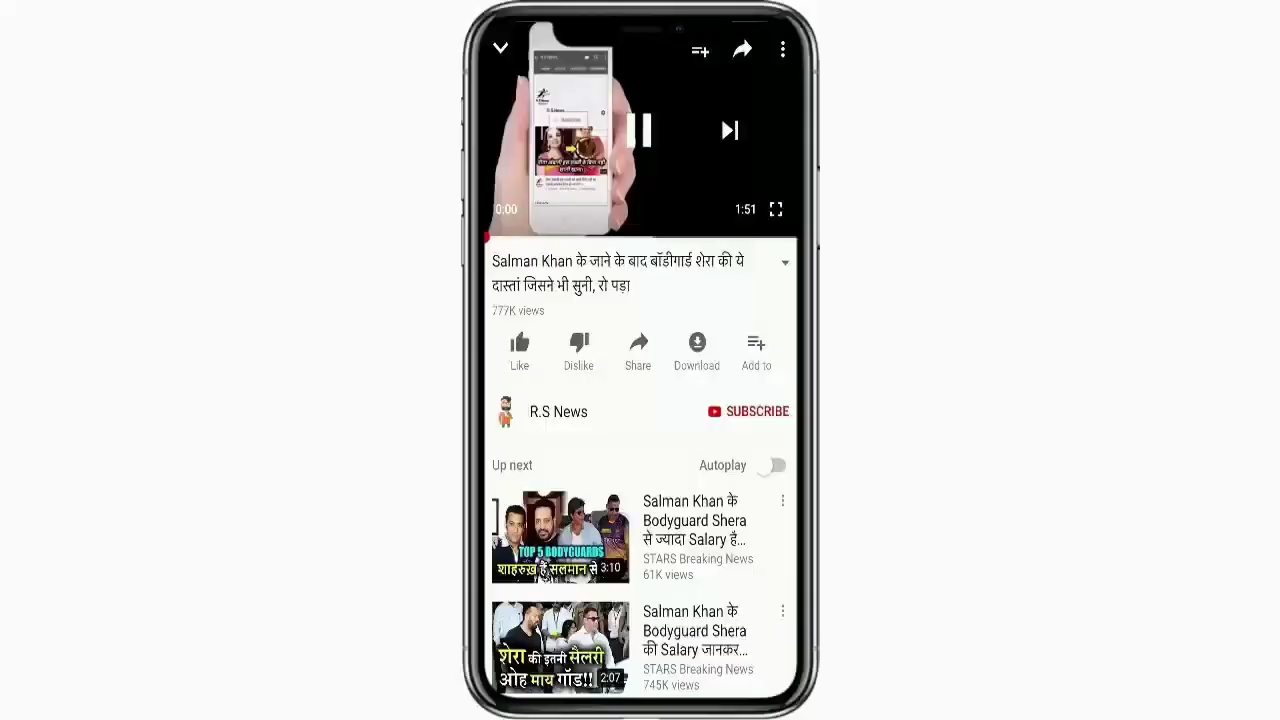 R S News
0:00
1:51
Salman Khan के जाने के बाद बॉडीगार्ड शेरा की ये
दास्तां जिसने भी सुनी, रो पड़ा
777K views
Like
Dislike
Share
Download
Add to
R.S News
SUBSCRIBE
Up next
Autoplay
TOP 5 BODYGUARDS
शाहरुख़ हैं सलमान से
3:10
Salman Khan के
Bodyguard Shera
से ज्यादा Salary है...
STARS Breaking News
61K views
शेरा की इतनी सैलरी
ओह माय गॉड!!
2:07
Salman Khan के
Bodyguard Shera
की Salary जानकर...
STARS Breaking News
745K views